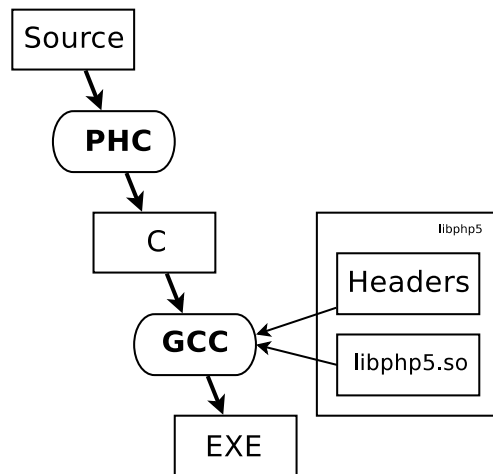 Source
PHC
C
libphp5
Headers
GCC
libphp5.so
EXE